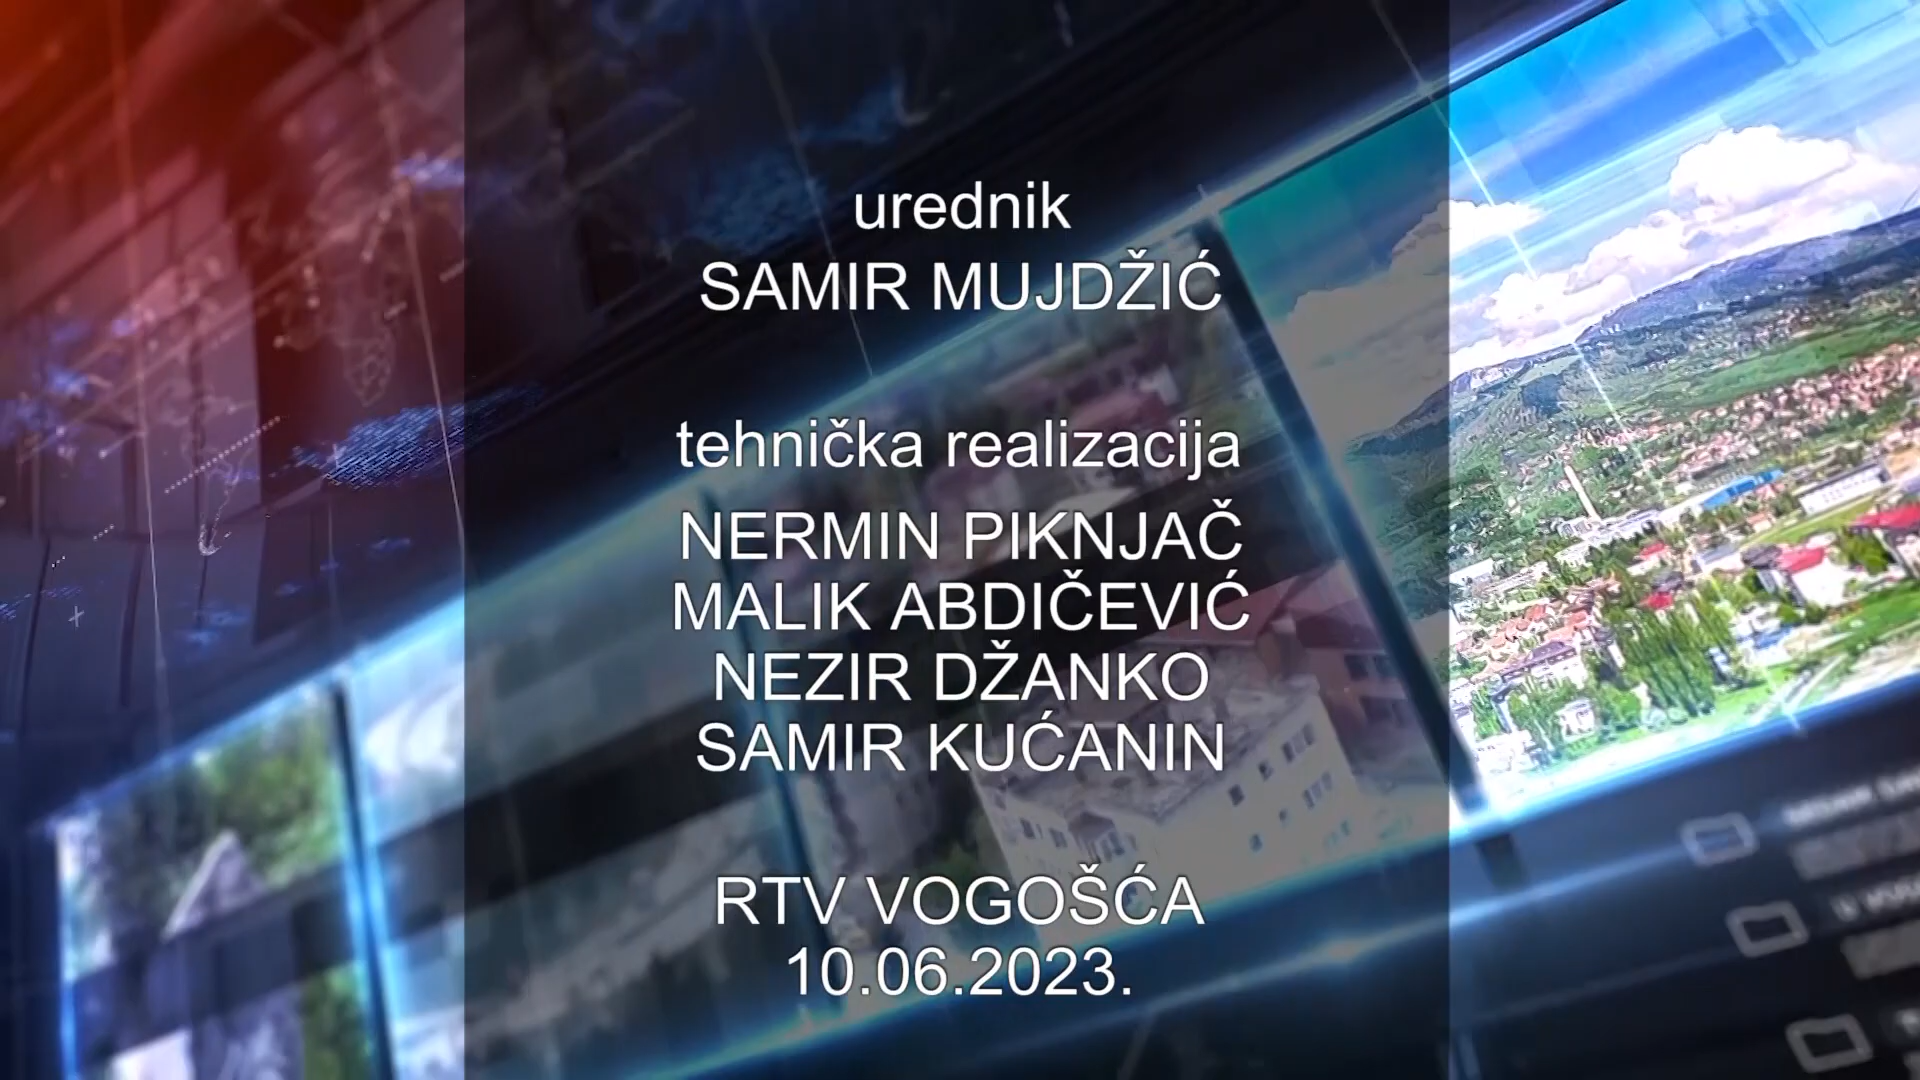 urednik
SAMIR MUJDŽIĆ
tehnička realizacija
NERMIN PIKNJAČ
MALIK ABDIČEVIĆ
NEZIR DŽANKO
SAMIR KUĆANIN
RTV VOGOŠĆA
10.06.2023.